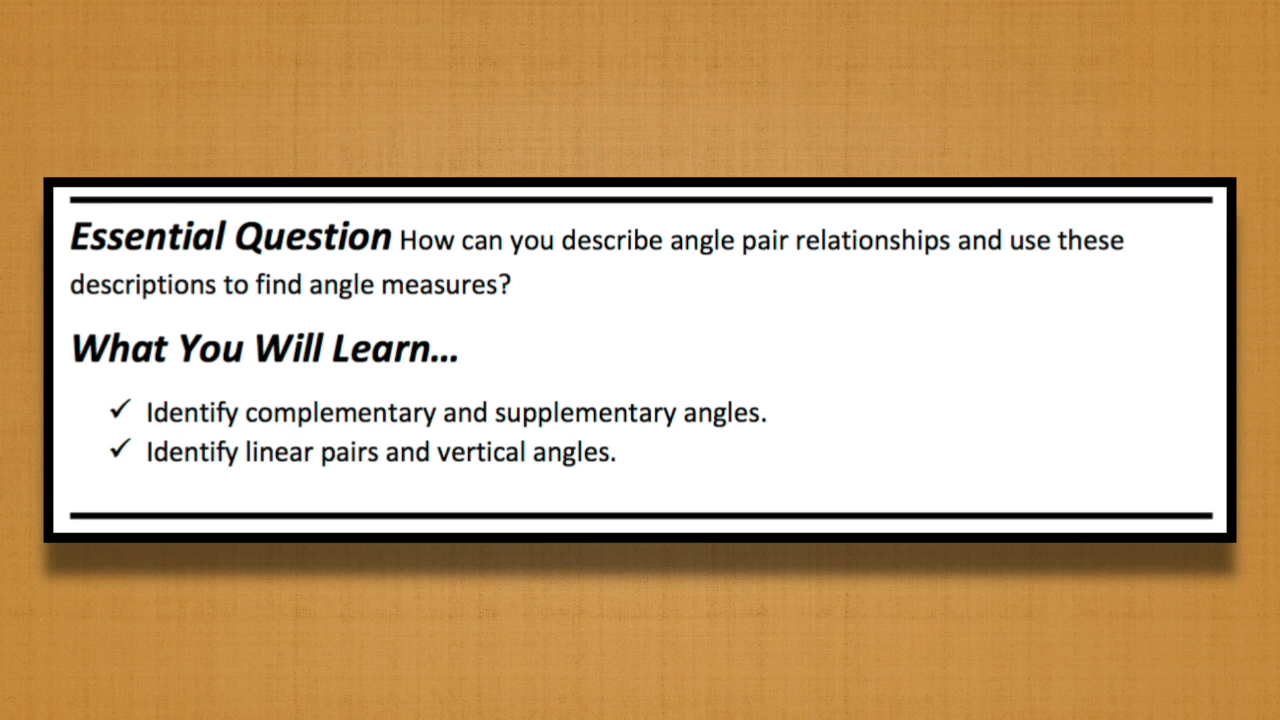 Essential Question How can you describe angle pair relationships and use these
descriptions to find angle measures?
What You Will Learn...
✓ Identify complementary and supplementary angles.
✓ Identify linear pairs and vertical angles.